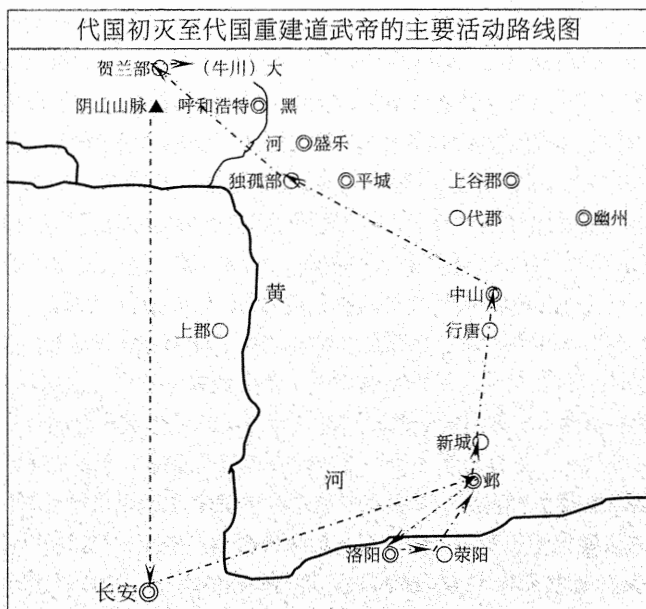 代国初灭至代国重建道武帝的主要活动路线图
贺兰部 (牛川) 大
阴山山脉 呼和浩特 黑
河 盛乐
独孤部 平城 上谷郡
代郡 幽州
黄 中山
上郡 行唐
新城
河 邺
洛阳 荥阳
长安